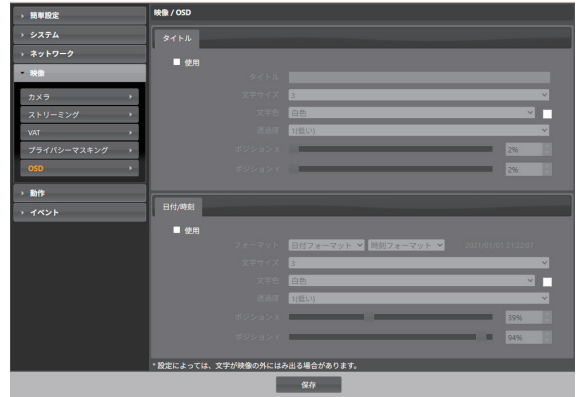 簡単設定
システム
ネットワーク
映像
カメラ
ストリーミング
VAT
プライバシーマスキング
OSD
動作
イベント
映像 / OSD
タイトル
使用
タイトル
文字サイズ S
文字色 白色
透過度 1(低い)
ポジション X 2%
ポジション Y 2%
日付/時刻
使用
フォーマット 日付フォーマット 時刻フォーマット 2021/01/01 21:22:07
文字サイズ S
文字色 白色
透過度 1(低い)
ポジション X 39%
ポジション Y 94%
* 設定によっては、文字が映像の外にはみ出る場合があります。
保存